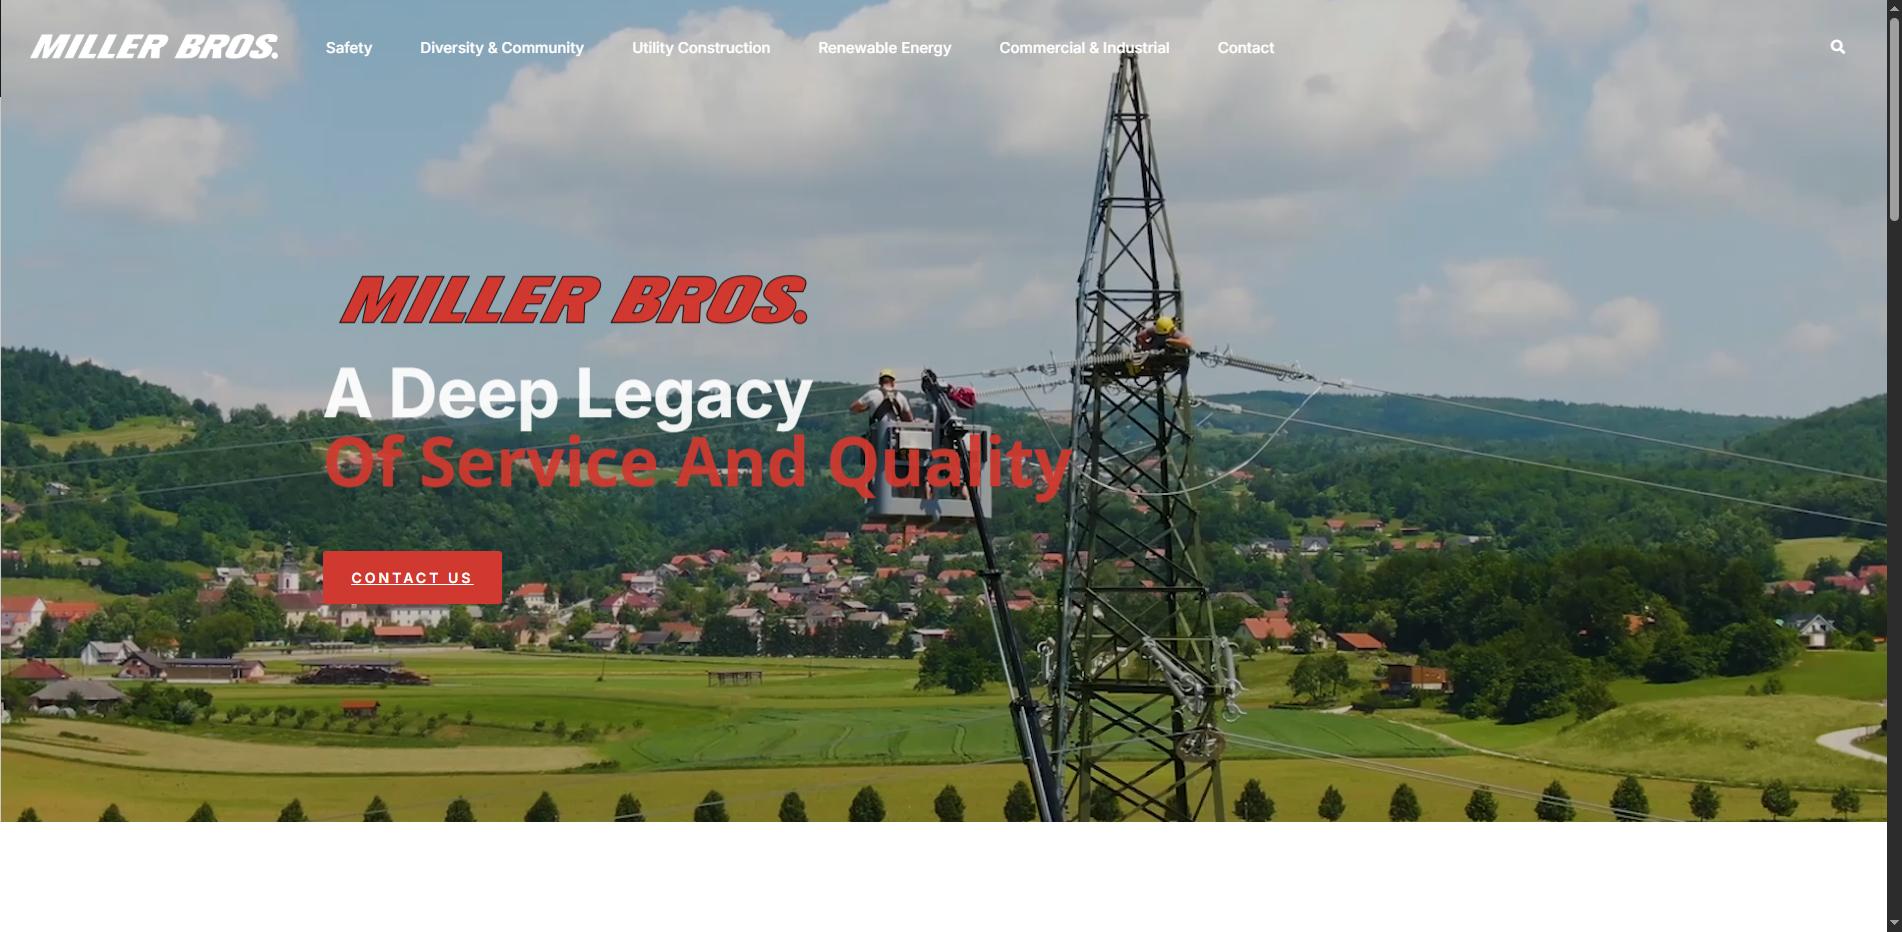 MILLER BROS.
Safety Diversity & Community Utility Construction Renewable Energy Commercial & Industrial Contact
MILLER BROS.
A Deep Legacy
Of Service And Quality
CONTACT US